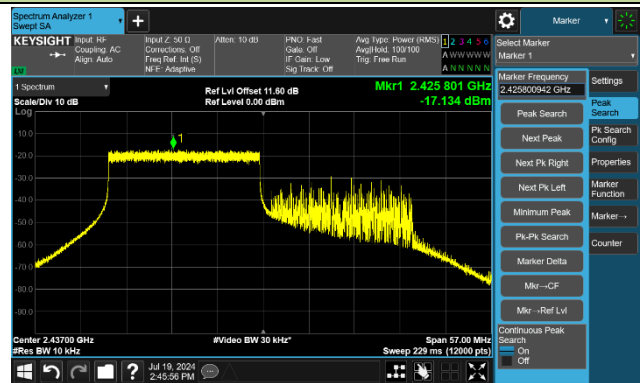 Spectrum Analyzer 1
Swept SA
+
Marker
KEYSIGHT
Input: RF
Coupling: AC
Align: Auto
Input Z: 50 Ω
Corrections: Off
Freq Ref: Int (S)
NFE: Adaptive
Atten: 10 dB
PNO: Fast
Gate: Off
IF Gain: Low
Sig Track: Off
Avg Type: Power (RMS)
Avg|Hold: 100/100
Trig: Free Run
1 2 3 4 5 6
A W W W W W
A N N N N N
Select Marker
Marker 1
1 Spectrum
Scale/Div 10 dB
Log
Ref Lvl Offset 11.60 dB
Ref Level 0.00 dBm
Mkr1 2.425 801 GHz
-17.134 dBm
1
-10.0
-20.0
-30.0
-40.0
-50.0
-60.0
-70.0
-80.0
-90.0
Center 2.43700 GHz
#Res BW 10 kHz
#Video BW 30 kHz*
Span 57.00 MHz
Sweep 229 ms (12000 pts)
Marker Frequency
2.425800942 GHz
Peak Search
Next Peak
Next Pk Right
Next Pk Left
Minimum Peak
Pk-Pk Search
Marker Delta
Mkr→CF
Mkr→Ref Lvl
Continuous Peak
Search
On
Off
Settings
Peak
Search
Pk Search
Config
Properties
Marker
Function
Marker→
Counter
?
Jul 19, 2024
2:45:56 PM